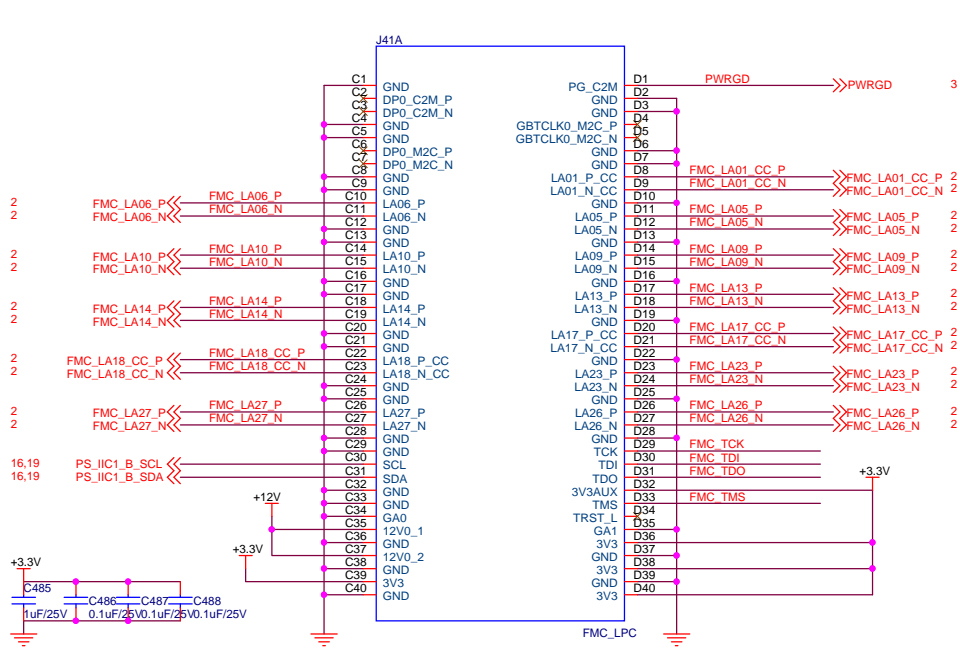 J41A
C1 GND PG_C2M D1 PWRGD PWRGD 3
C2 DP0_C2M_P GND D2
C3 DP0_C2M_N GND D3
C4 GND GBTCLK0_M2C_P D4
C5 GND GBTCLK0_M2C_N D5
C6 DP0_M2C_P GND D6
C7 DP0_M2C_N GND D7
C8 GND LA01_P_CC D8 FMC_LA01_CC_P FMC_LA01_CC_P 2
C9 GND LA01_N_CC D9 FMC_LA01_CC_N FMC_LA01_CC_N 2
2 FMC_LA06_P FMC_LA06_P C10 LA06_P GND D10
2 FMC_LA06_N FMC_LA06_N C11 LA06_N LA05_P D11 FMC_LA05_P FMC_LA05_P 2
C12 GND LA05_N D12 FMC_LA05_N FMC_LA05_N 2
C13 GND GND D13
2 FMC_LA10_P FMC_LA10_P C14 LA10_P LA09_P D14 FMC_LA09_P FMC_LA09_P 2
2 FMC_LA10_N FMC_LA10_N C15 LA10_N LA09_N D15 FMC_LA09_N FMC_LA09_N 2
C16 GND GND D16
C17 GND LA13_P D17 FMC_LA13_P FMC_LA13_P 2
2 FMC_LA14_P FMC_LA14_P C18 LA14_P LA13_N D18 FMC_LA13_N FMC_LA13_N 2
2 FMC_LA14_N FMC_LA14_N C19 LA14_N GND D19
C20 GND LA17_P_CC D20 FMC_LA17_CC_P FMC_LA17_CC_P 2
C21 GND LA17_N_CC D21 FMC_LA17_CC_N FMC_LA17_CC_N 2
2 FMC_LA18_CC_P FMC_LA18_CC_P C22 LA18_P_CC GND D22
2 FMC_LA18_CC_N FMC_LA18_CC_N C23 LA18_N_CC LA23_P D23 FMC_LA23_P FMC_LA23_P 2
C24 GND LA23_N D24 FMC_LA23_N FMC_LA23_N 2
C25 GND GND D25
2 FMC_LA27_P FMC_LA27_P C26 LA27_P LA26_P D26 FMC_LA26_P FMC_LA26_P 2
2 FMC_LA27_N FMC_LA27_N C27 LA27_N LA26_N D27 FMC_LA26_N FMC_LA26_N 2
C28 GND GND D28
C29 GND TCK D29 FMC_TCK
16,19 PS_IIC1_B_SCL C30 SCL TDI D30 FMC_TDI
16,19 PS_IIC1_B_SDA C31 SDA TDO D31 FMC_TDO +3.3V
C32 GND 3V3AUX D32
+12V C33 GND TMS D33 FMC_TMS
C34 GA0 TRST_L D34
C35 12V0_1 GA1 D35
C36 GND 3V3 D36
+3.3V C37 12V0_2 GND D37
C38 GND 3V3 D38
C39 3V3 GND D39
C40 GND 3V3 D40
+3.3V
C485 C486 C487 C488
1uF/25V 0.1uF/25V 0.1uF/25V 0.1uF/25V
FMC_LPC